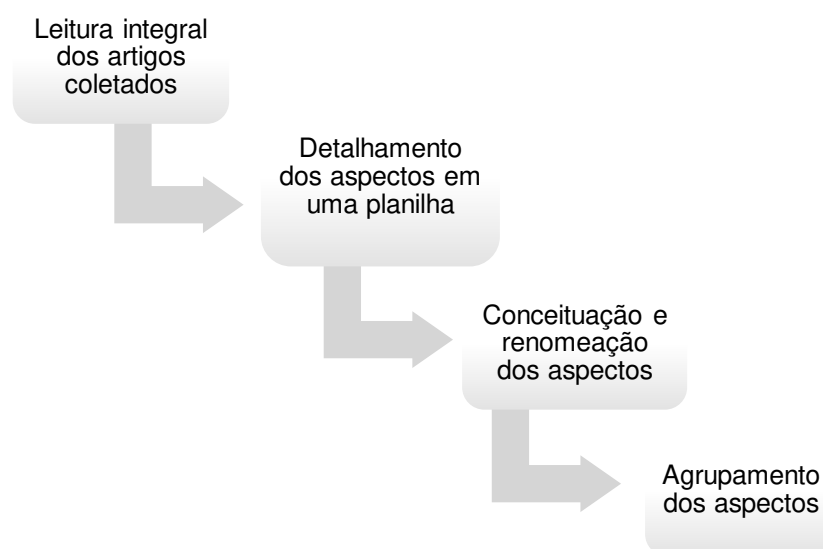 Leitura integral
dos artigos
coletados
Detalhamento
dos aspectos em
uma planilha
Conceituação e
renomeação
dos aspectos
Agrupamento
dos aspectos